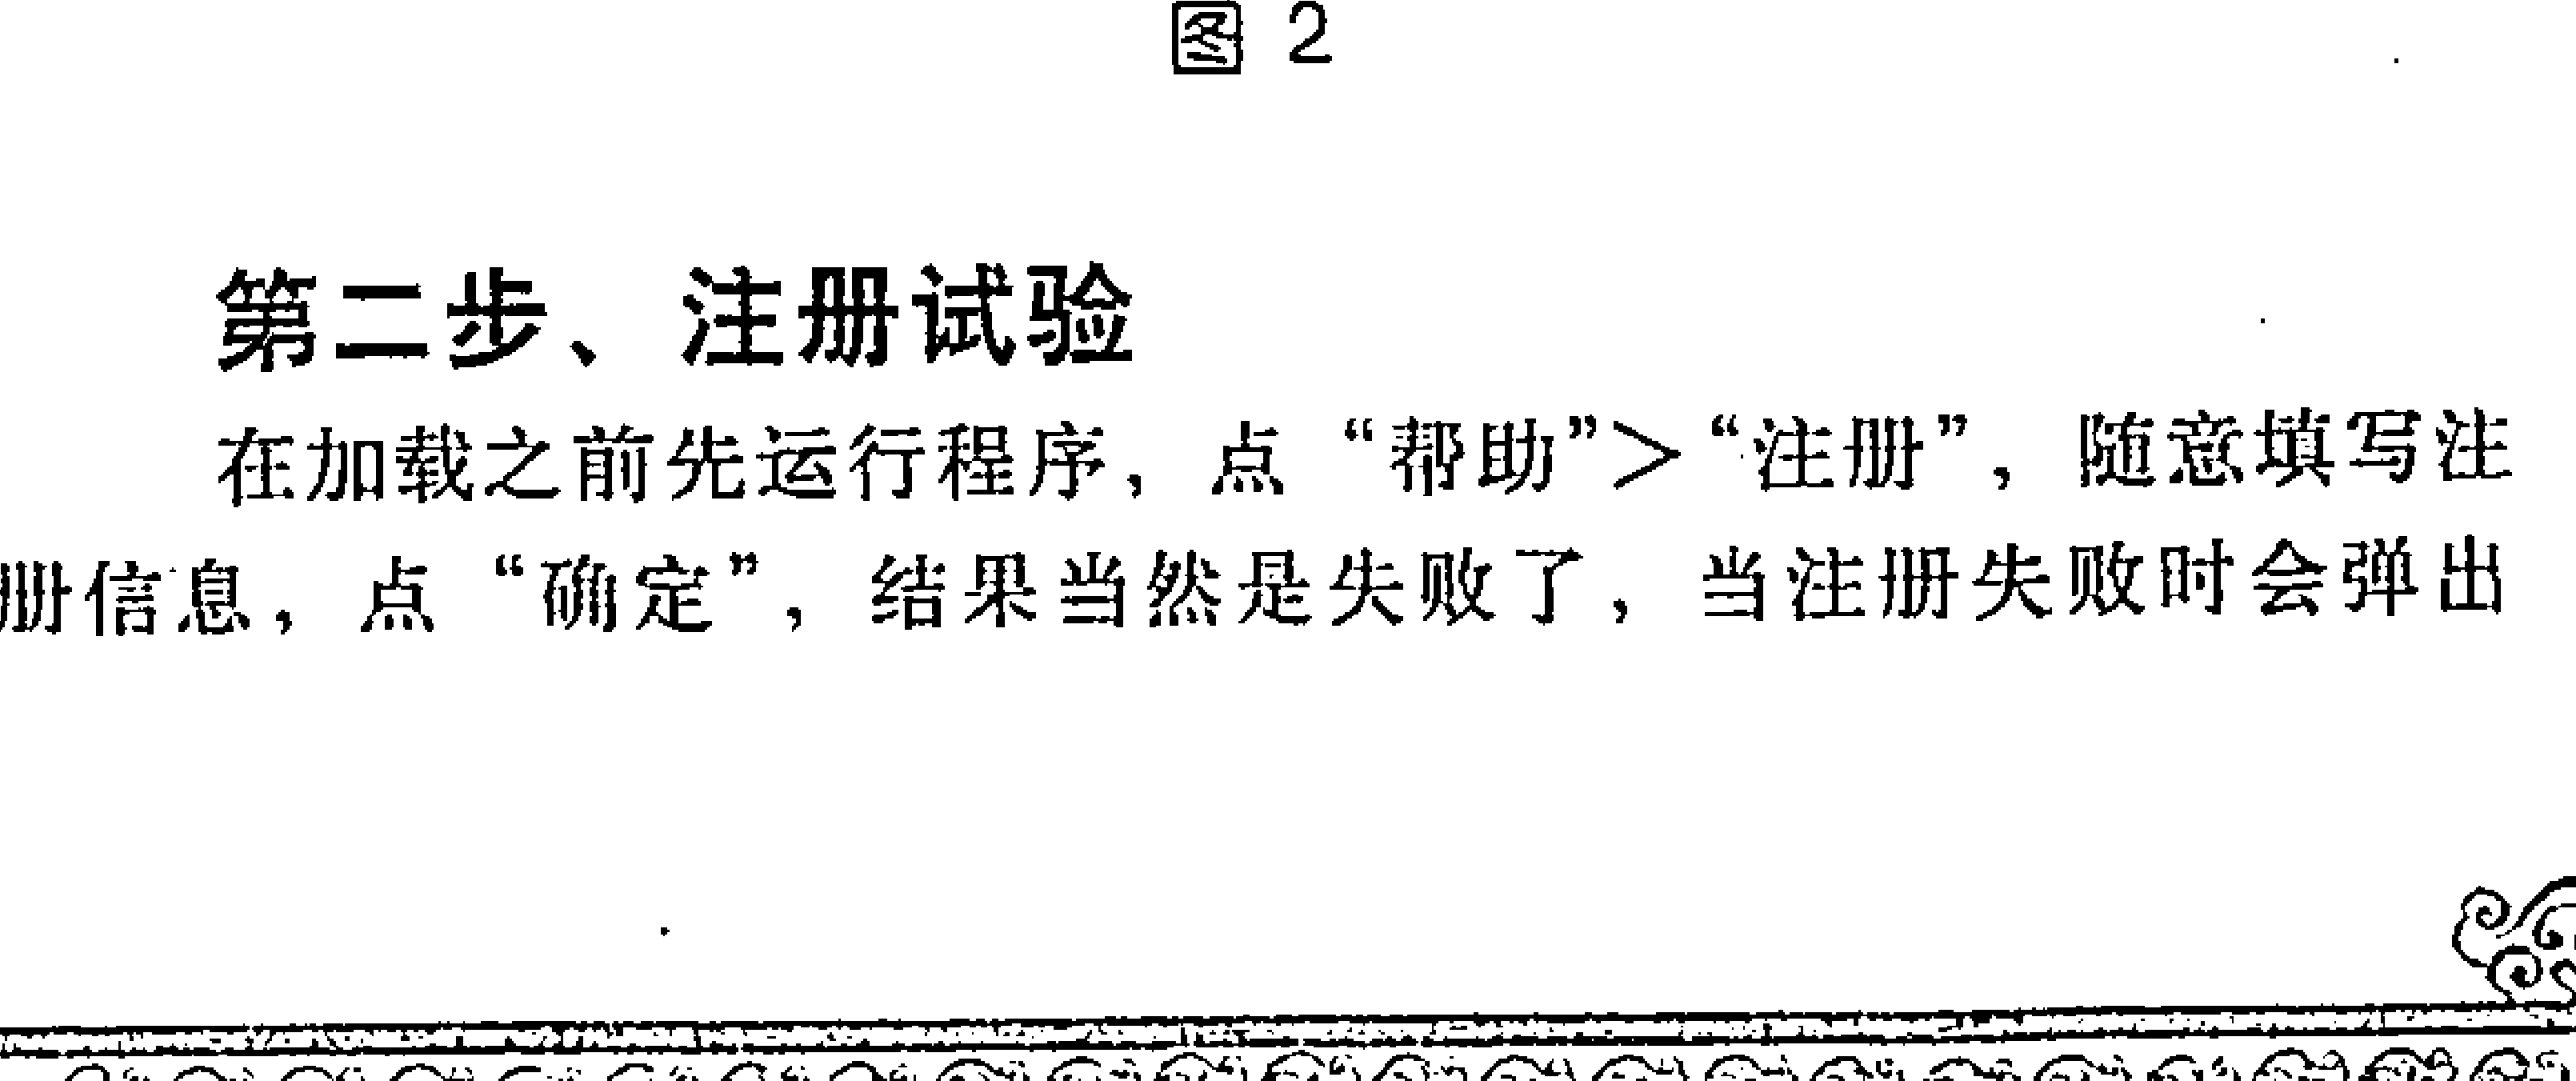 图 2
第二步、注册试验
在加载之前先运行程序，点“帮助”>“注册”，随意填写注
册信息，点“确定”，结果当然是失败了，当注册失败时会弹出